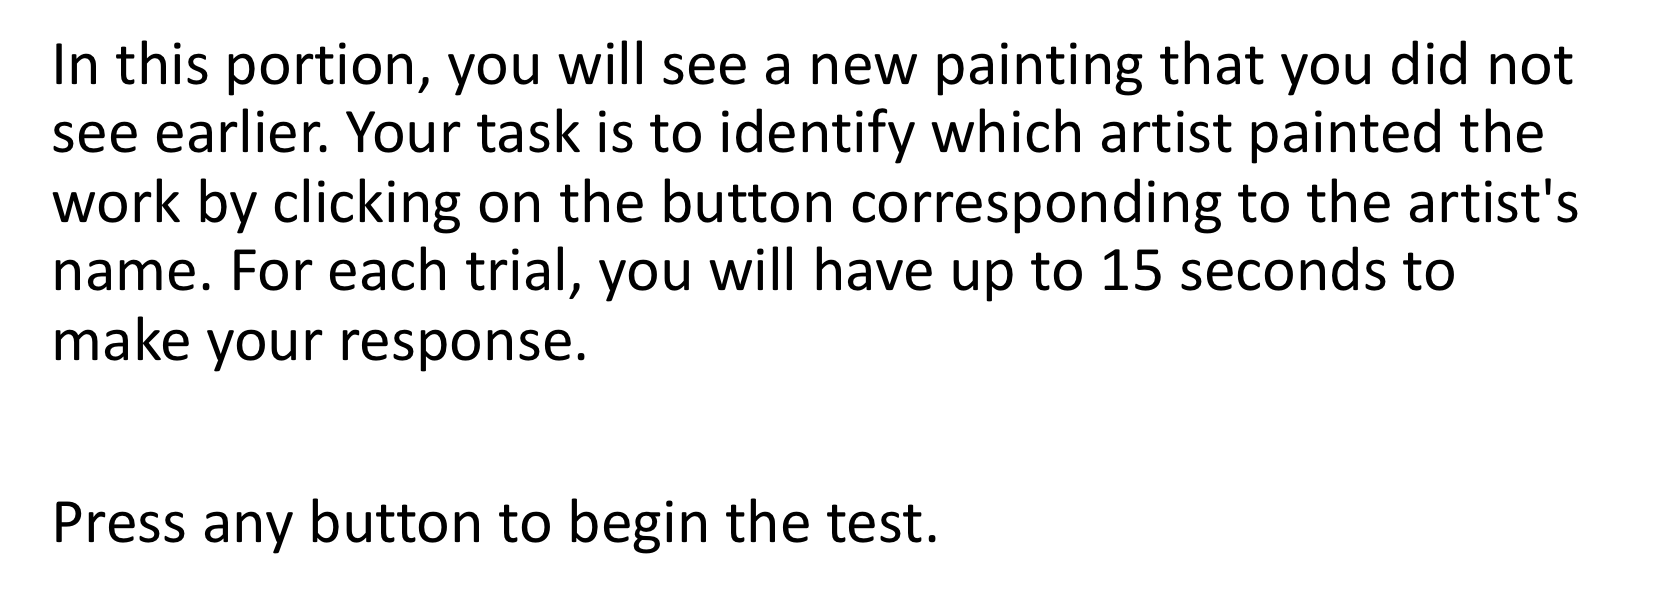 In this portion, you will see a new painting that you did not
see earlier. Your task is to identify which artist painted the
work by clicking on the button corresponding to the artist's
name. For each trial, you will have up to 15 seconds to
make your response.
Press any button to begin the test.